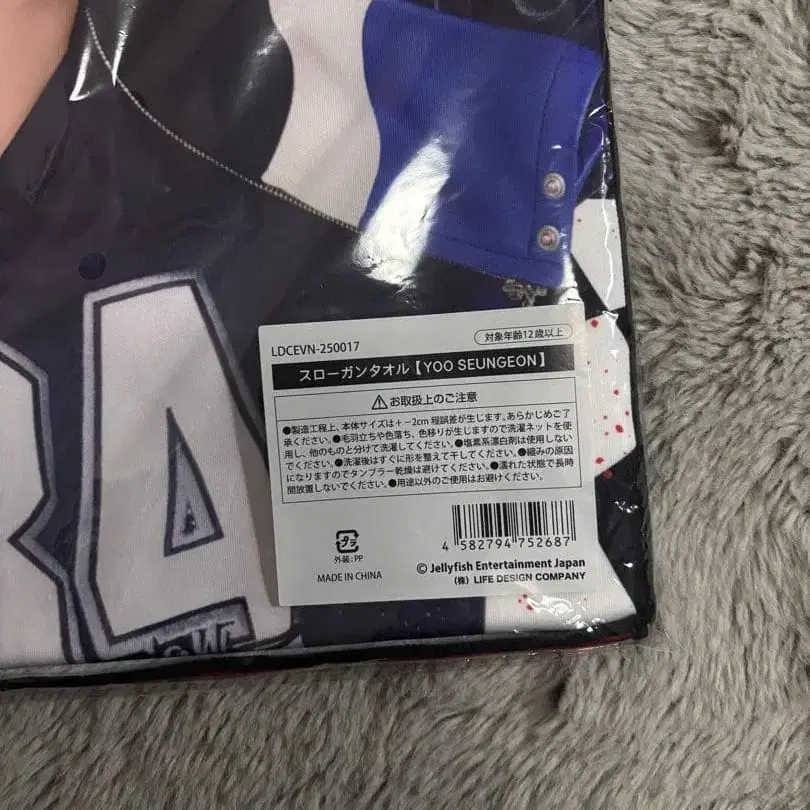 RA
LDCEVN-250017
対象年齢12歳以上
スローガンタオル【YOO SEUNGEON】
お取扱上のご注意
●製造工程上、本体サイズは+−2cm 程誤差が生じます。あらかじめご了
承ください。●毛羽立ちや色落ち、色移りが生じますので洗濯ネットを使
用し、他のものと分けて洗濯してください。●塩素系漂白剤は使用しない
でください。●洗濯後はすぐに形を整えて干してください。●縮みの原因
になりますのでタンブラー乾燥は避けてください。●濡れた状態で長時
間放置しないでください。●用途以外のご使用はお避けください。
プラ
外装:PP
MADE IN CHINA
4 582794 752687
© Jellyfish Entertainment Japan
(株) LIFE DESIGN COMPANY